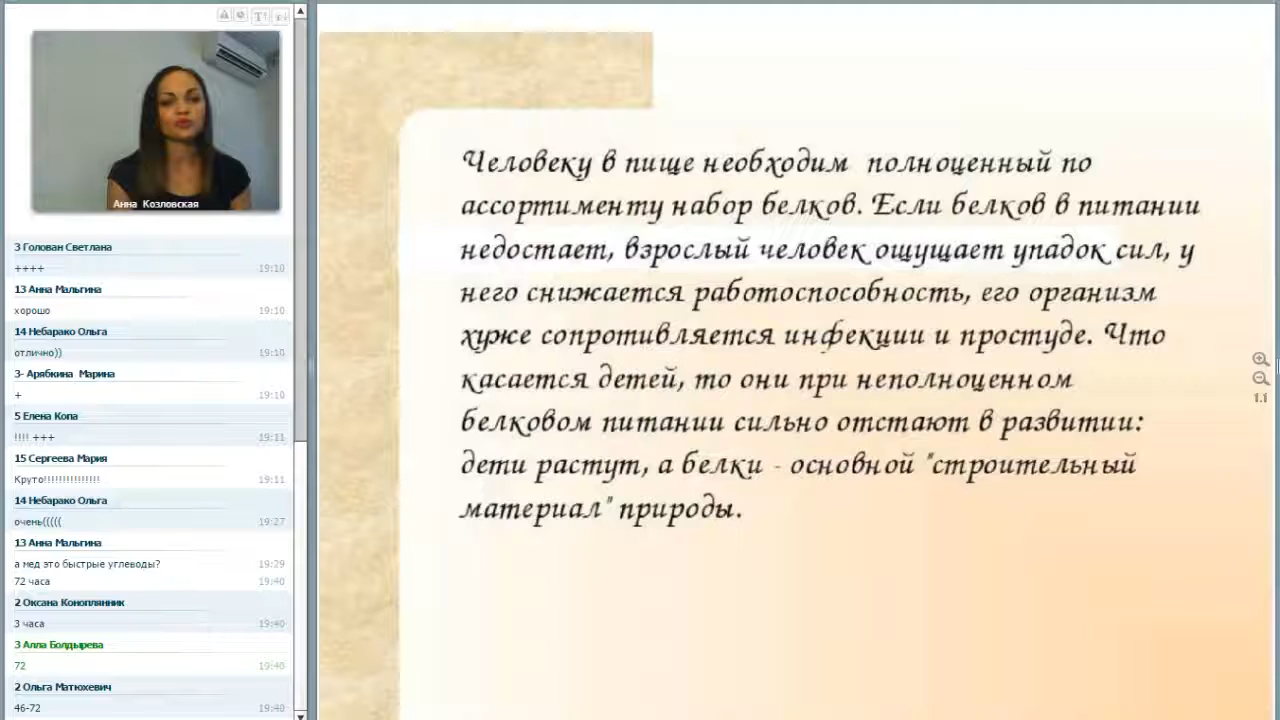 Анна Козловская
3 Голован Светлана
++++ 19:10
13 Анна Мальгина
хорошо 19:10
14 Небарако Ольга
отлично)) 19:10
3- Арябкина Марина
+ 19:10
5 Елена Копа
!!!! +++ 19:11
15 Сергеева Мария
Круто!!!!!!!!!!!!!!! 19:11
14 Небарако Ольга
очень((((( 19:27
13 Анна Мальгина
а мед это быстрые углеводы? 19:29
72 часа 19:40
2 Оксана Коноплянник
3 часа 19:40
3 Алла Болдырева
72 19:40
2 Ольга Матюхевич
46-72 19:40
Человеку в пище необходим полноценный по
ассортименту набор белков. Если белков в питании
недостает, взрослый человек ощущает упадок сил, у
него снижается работоспособность, его организм
хуже сопротивляется инфекции и простуде. Что
касается детей, то они при неполноценном
белковом питании сильно отстают в развитии:
дети растут, а белки - основной "строительный
материал" природы.
1.1